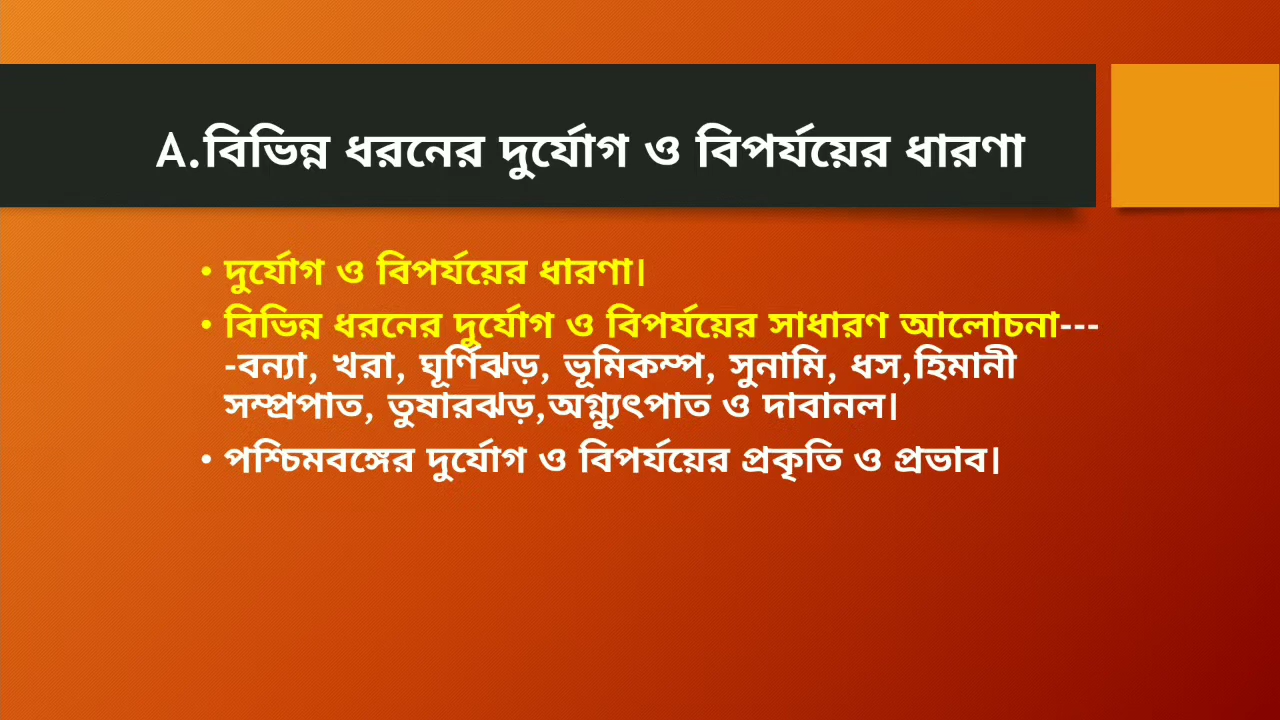 A.বিভিন্ন ধরনের দুর্যোগ ও বিপর্যয়ের ধারণা
• দুর্যোগ ও বিপর্যয়ের ধারণা।
• বিভিন্ন ধরনের দুর্যোগ ও বিপর্যয়ের সাধারণ আলোচনা---
-বন্যা, খরা, ঘূর্ণিঝড়, ভূমিকম্প, সুনামি, ধস,হিমানী
সম্প্রপাত, তুষারঝড়,অগ্ন্যুৎপাত ও দাবানল।
• পশ্চিমবঙ্গের দুর্যোগ ও বিপর্যয়ের প্রকৃতি ও প্রভাব।